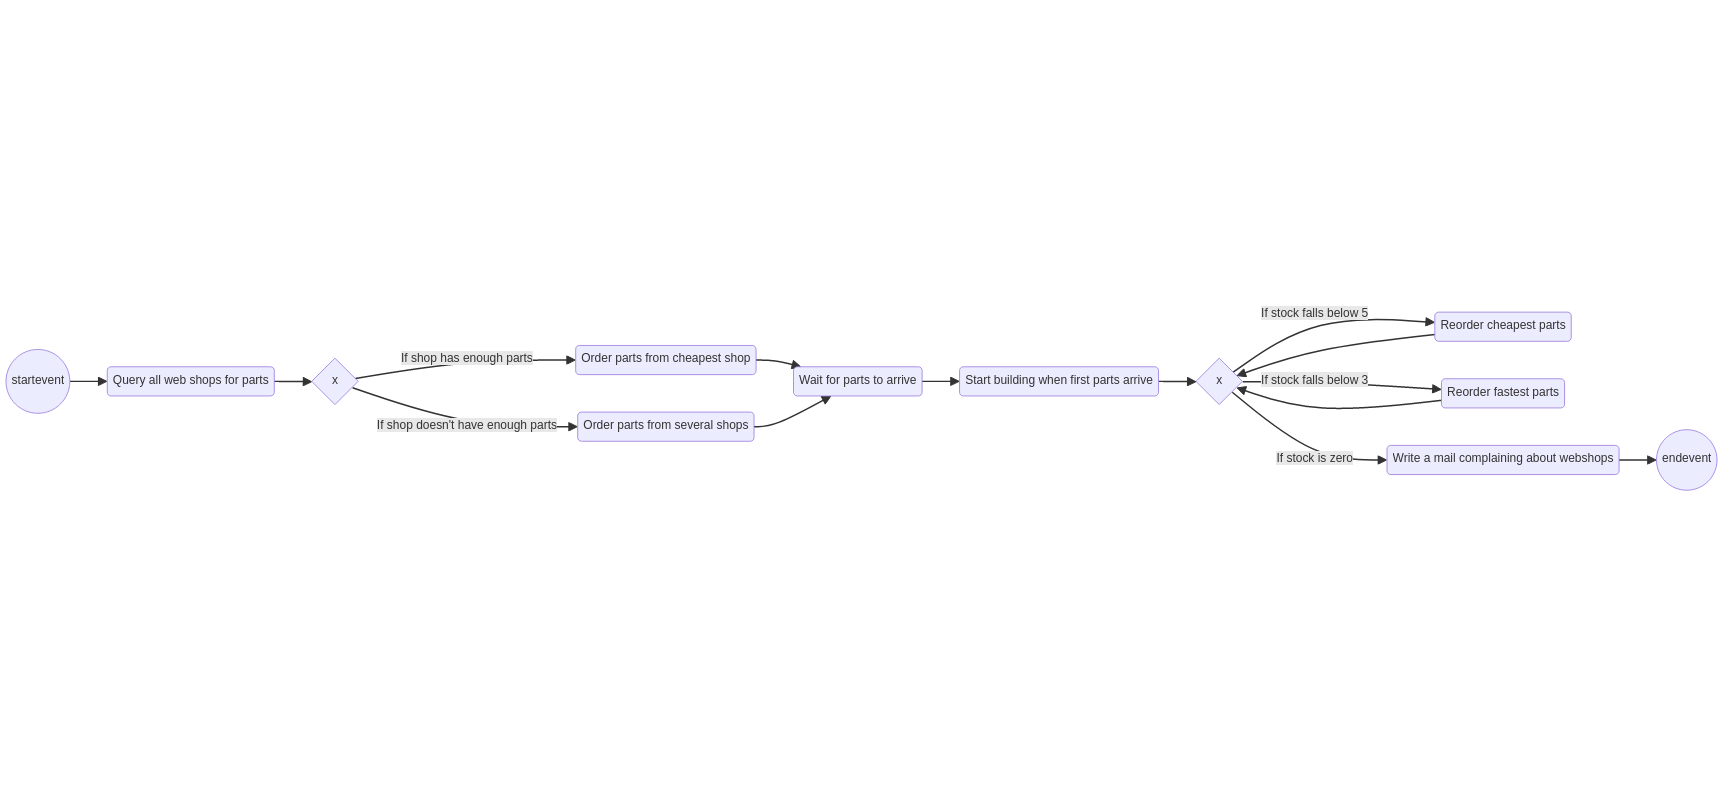 startevent
Query all web shops for parts
x
If shop has enough parts
Order parts from cheapest shop
If shop doesn't have enough parts
Order parts from several shops
Wait for parts to arrive
Start building when first parts arrive
x
If stock falls below 5
Reorder cheapest parts
If stock falls below 3
Reorder fastest parts
If stock is zero
Write a mail complaining about webshops
endevent